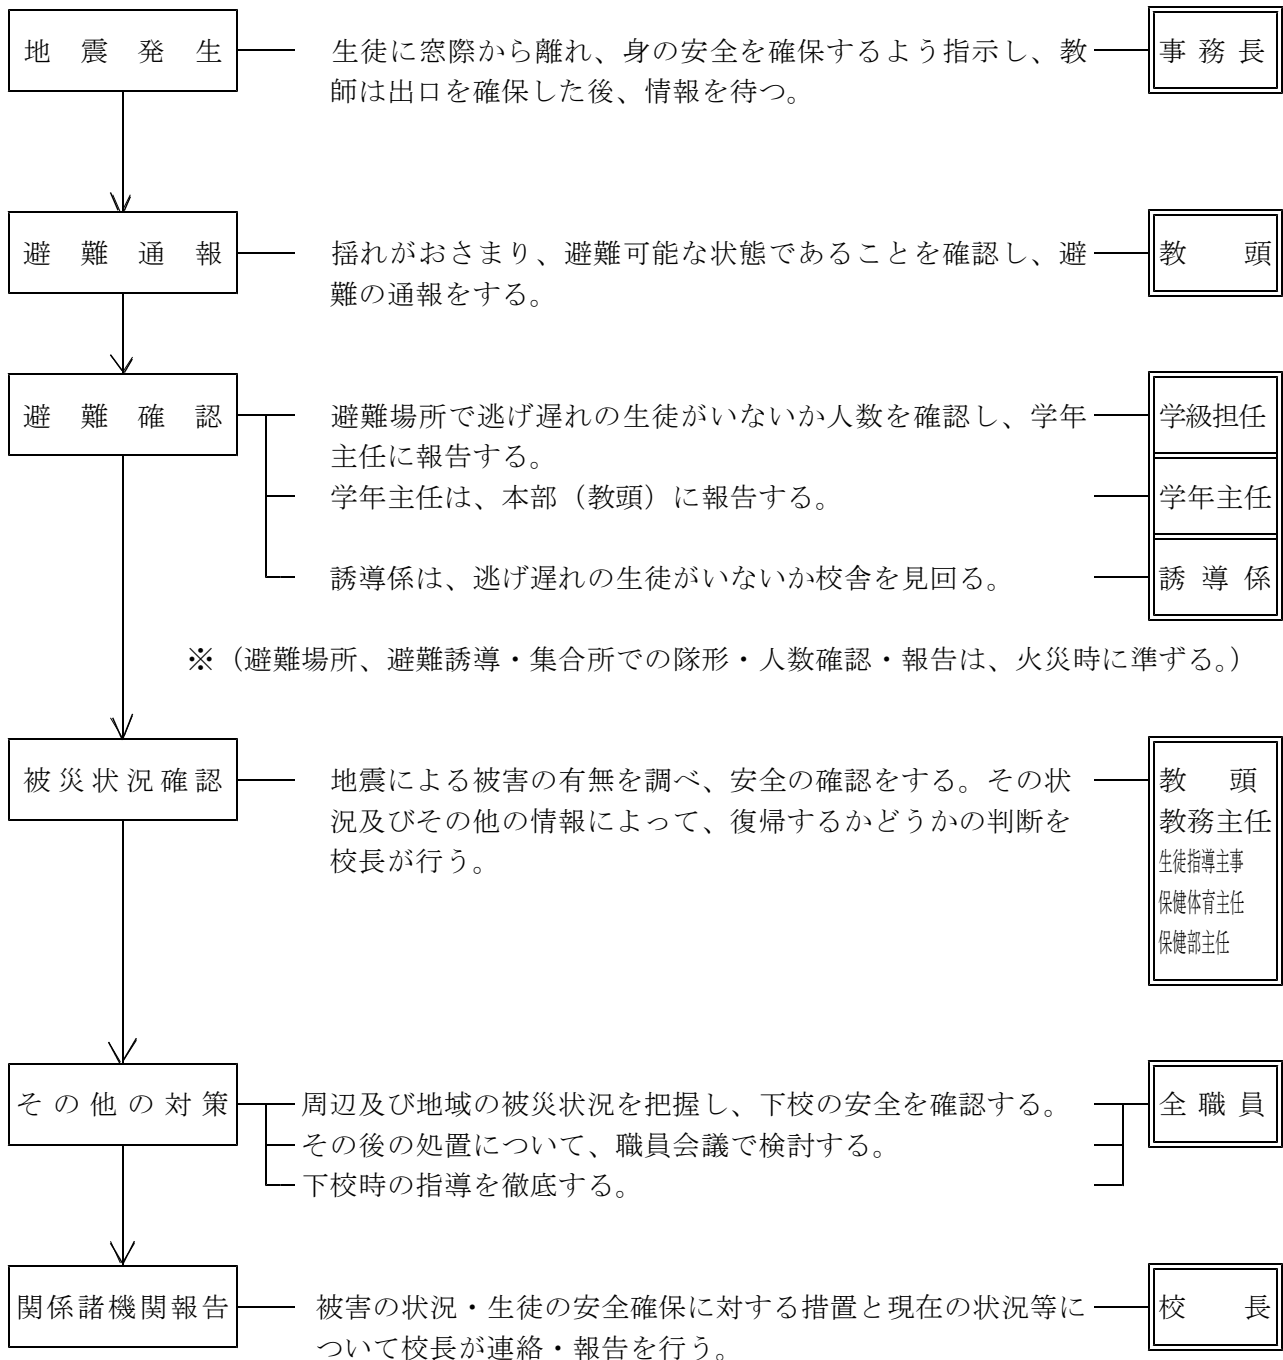 地震発生
生徒に窓際から離れ、身の安全を確保するよう指示し、教
師は出口を確保した後、情報を待つ。
事務長
避難通報
揺れがおさまり、避難可能な状態であることを確認し、避
難の通報をする。
教頭
避難確認
避難場所で逃げ遅れの生徒がいないか人数を確認し、学年
主任に報告する。
学級担任
学年主任は、本部（教頭）に報告する。
学年主任
誘導係は、逃げ遅れの生徒がいないか校舎を見回る。
誘導係
※（避難場所、避難誘導・集合所での隊形・人数確認・報告は、火災時に準ずる。）
被災状況確認
地震による被害の有無を調べ、安全の確認をする。その状
況及びその他の情報によって、復帰するかどうかの判断を
校長が行う。
教頭
教務主任
生徒指導主事
保健体育主任
保健部主任
その他の対策
周辺及び地域の被災状況を把握し、下校の安全を確認する。
その後の処置について、職員会議で検討する。
下校時の指導を徹底する。
全職員
関係諸機関報告
被害の状況・生徒の安全確保に対する措置と現在の状況等に
ついて校長が連絡・報告を行う。
校長